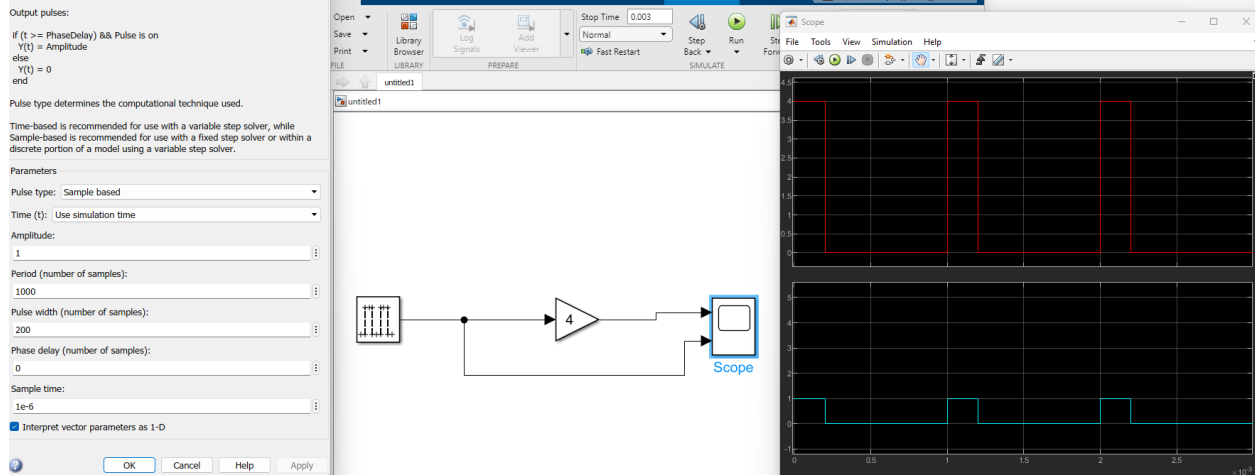 Output pulses:
if (t >= PhaseDelay) && Pulse is on
Y(t) = Amplitude
else
Y(t) = 0
end
Pulse type determines the computational technique used.
Time-based is recommended for use with a variable step solver, while
Sample-based is recommended for use with a fixed step solver or within a
discrete portion of a model using a variable step solver.
Parameters
Pulse type: Sample based
Time (t): Use simulation time
Amplitude:
1
Period (number of samples):
1000
Pulse width (number of samples):
200
Phase delay (number of samples):
0
Sample time:
1e-6
Interpret vector parameters as 1-D
OK Cancel Help Apply
Open
Save
Print
FILE
Library
Browser
LIBRARY
Log
Signals
Add
Viewer
PREPARE
Stop Time 0.003
Normal
Fast Restart
Step
Back
Run
SIMULATE
untitled1
untitled1
4
Scope
Scope
File Tools View Simulation Help
4.5
4
3.5
3
2.5
2
1.5
1
0.5
0
5
4
3
2
1
0
-1
0 0.5 1 1.5 2 2.5